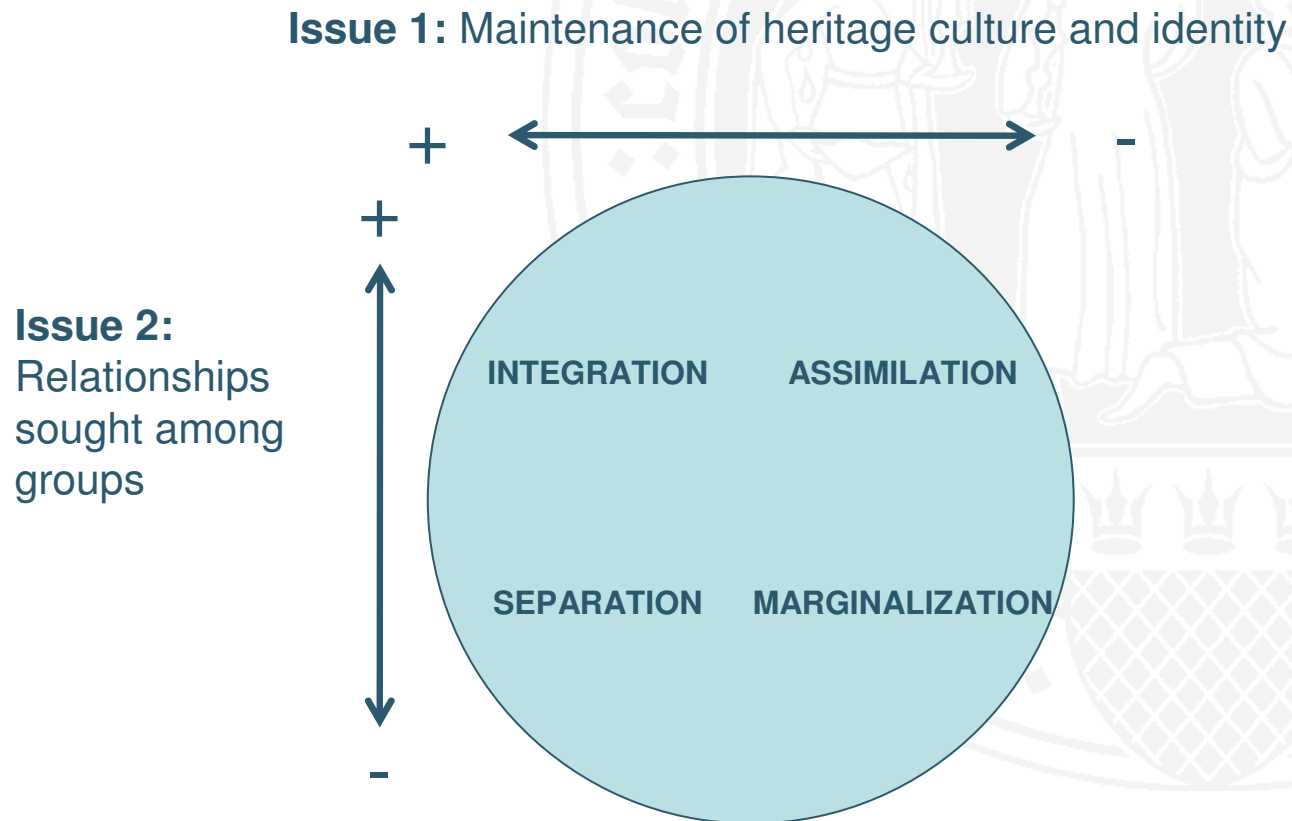 Issue 1: Maintenance of heritage culture and identity
+
-
+
Issue 2:
Relationships
sought among
groups
INTEGRATION ASSIMILATION
SEPARATION MARGINALIZATION
-